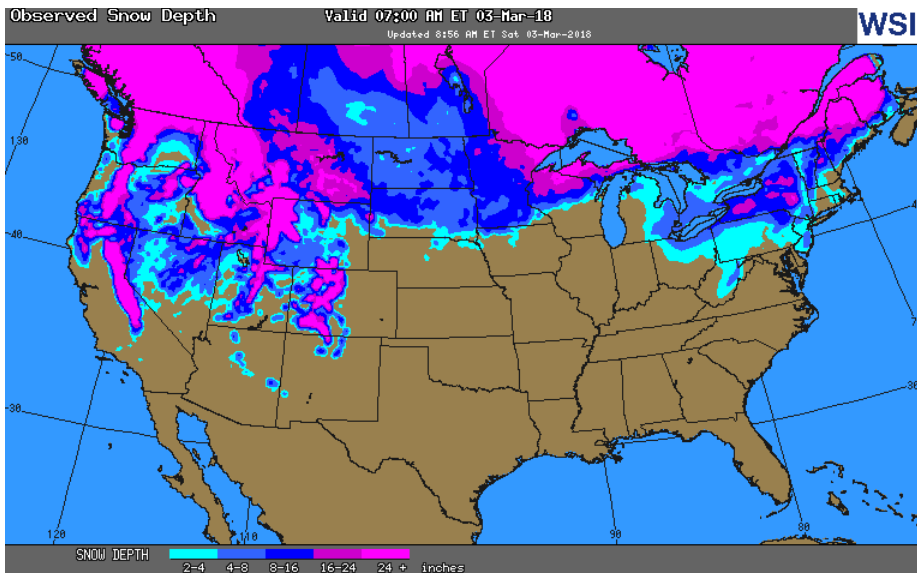 Observed Snow Depth
Valid 07:00 AM ET 03-Mar-18
Updated 8:56 AM ET Sat 03-Mar-2018
WSI
50
130
40
30
120
110
90
80
30
SNOW DEPTH
2-4 4-8 8-16 16-24 24 + inches